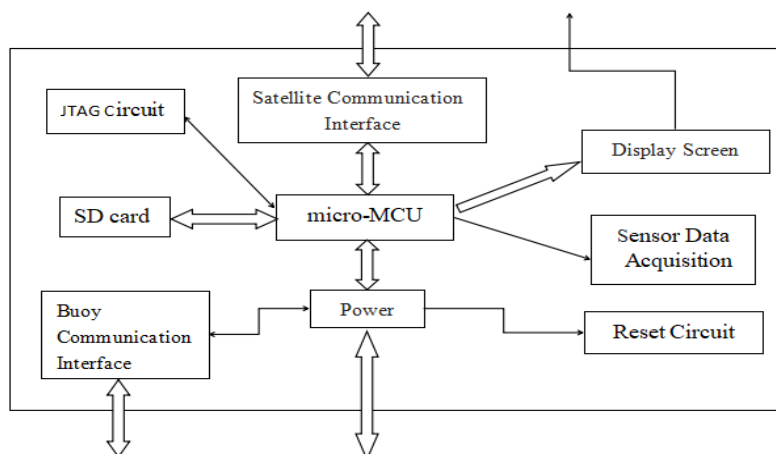 Satellite Communication
Interface
JTAG Circuit
Display Screen
SD card
micro-MCU
Sensor Data
Acquisition
Buoy
Communication
Interface
Power
Reset Circuit